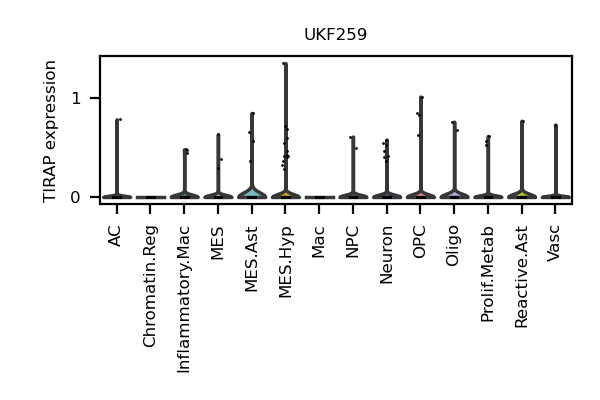 UKF259
TIRAP expression
1
0
AC
Chromatin.Reg
Inflammatory.Mac
MES
MES.Ast
MES.Hyp
Mac
NPC
Neuron
OPC
Oligo
Prolif.Metab
Reactive.Ast
Vasc